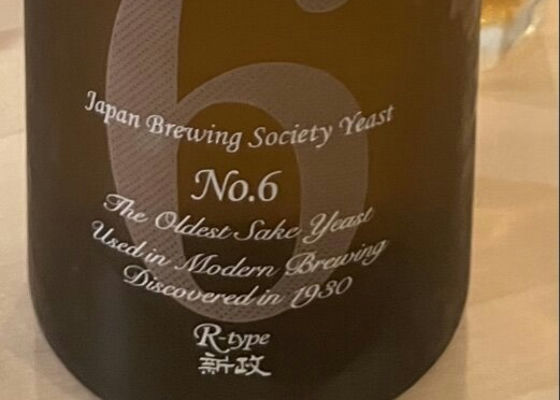 6
Japan Brewing Society Yeast
No.6
The Oldest Sake Yeast
Used in Modern Brewing
Discovered in 1930
R-type
新政